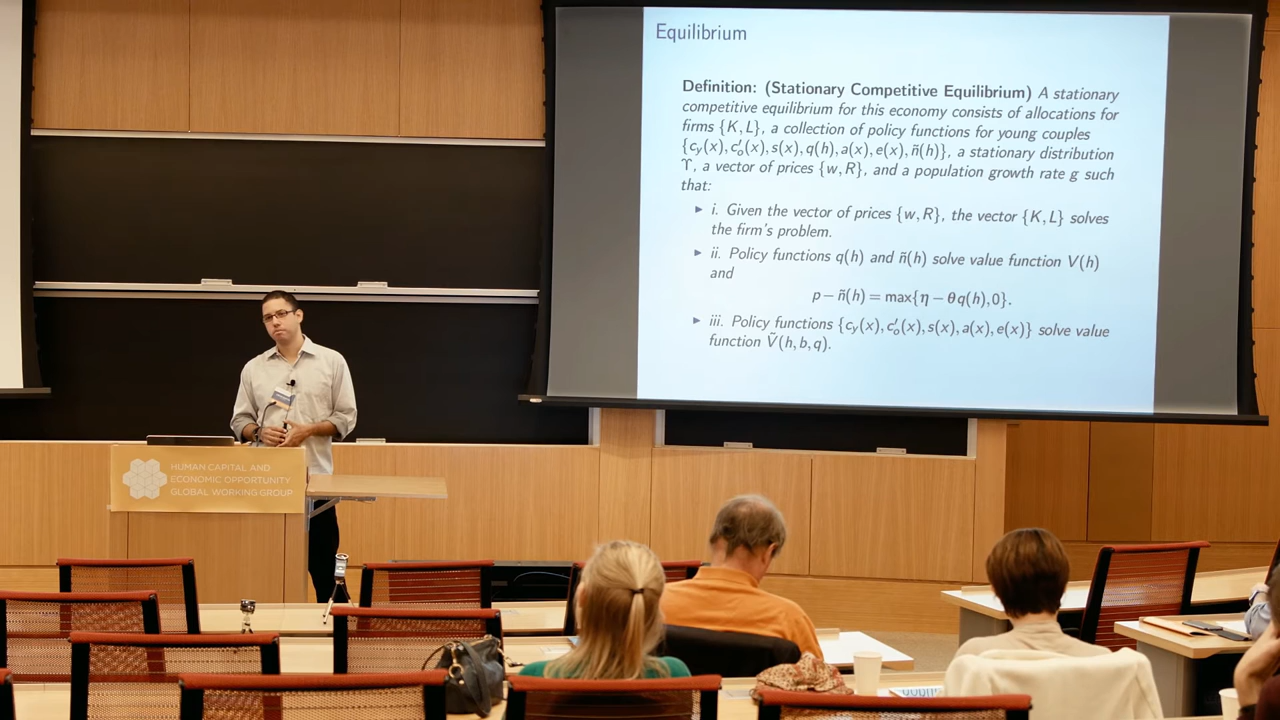 Equilibrium
Definition: (Stationary Competitive Equilibrium) A stationary
competitive equilibrium for this economy consists of allocations for
firms {K, L}, a collection of policy functions for young couples
{c_y(x), c'_o(x), s(x), q(h), a(x), e(x), ñ(h)}, a stationary distribution
ϒ, a vector of prices {w, R}, and a population growth rate g such
that:
► i. Given the vector of prices {w, R}, the vector {K, L} solves
the firm's problem.
► ii. Policy functions q(h) and ñ(h) solve value function V(h)
and
p − ñ(h) = max{η − θq(h), 0}.
► iii. Policy functions {c_y(x), c'_o(x), s(x), a(x), e(x)} solve value
function Ṽ(h, b, q).
HUMAN CAPITAL AND
ECONOMIC OPPORTUNITY
GLOBAL WORKING GROUP